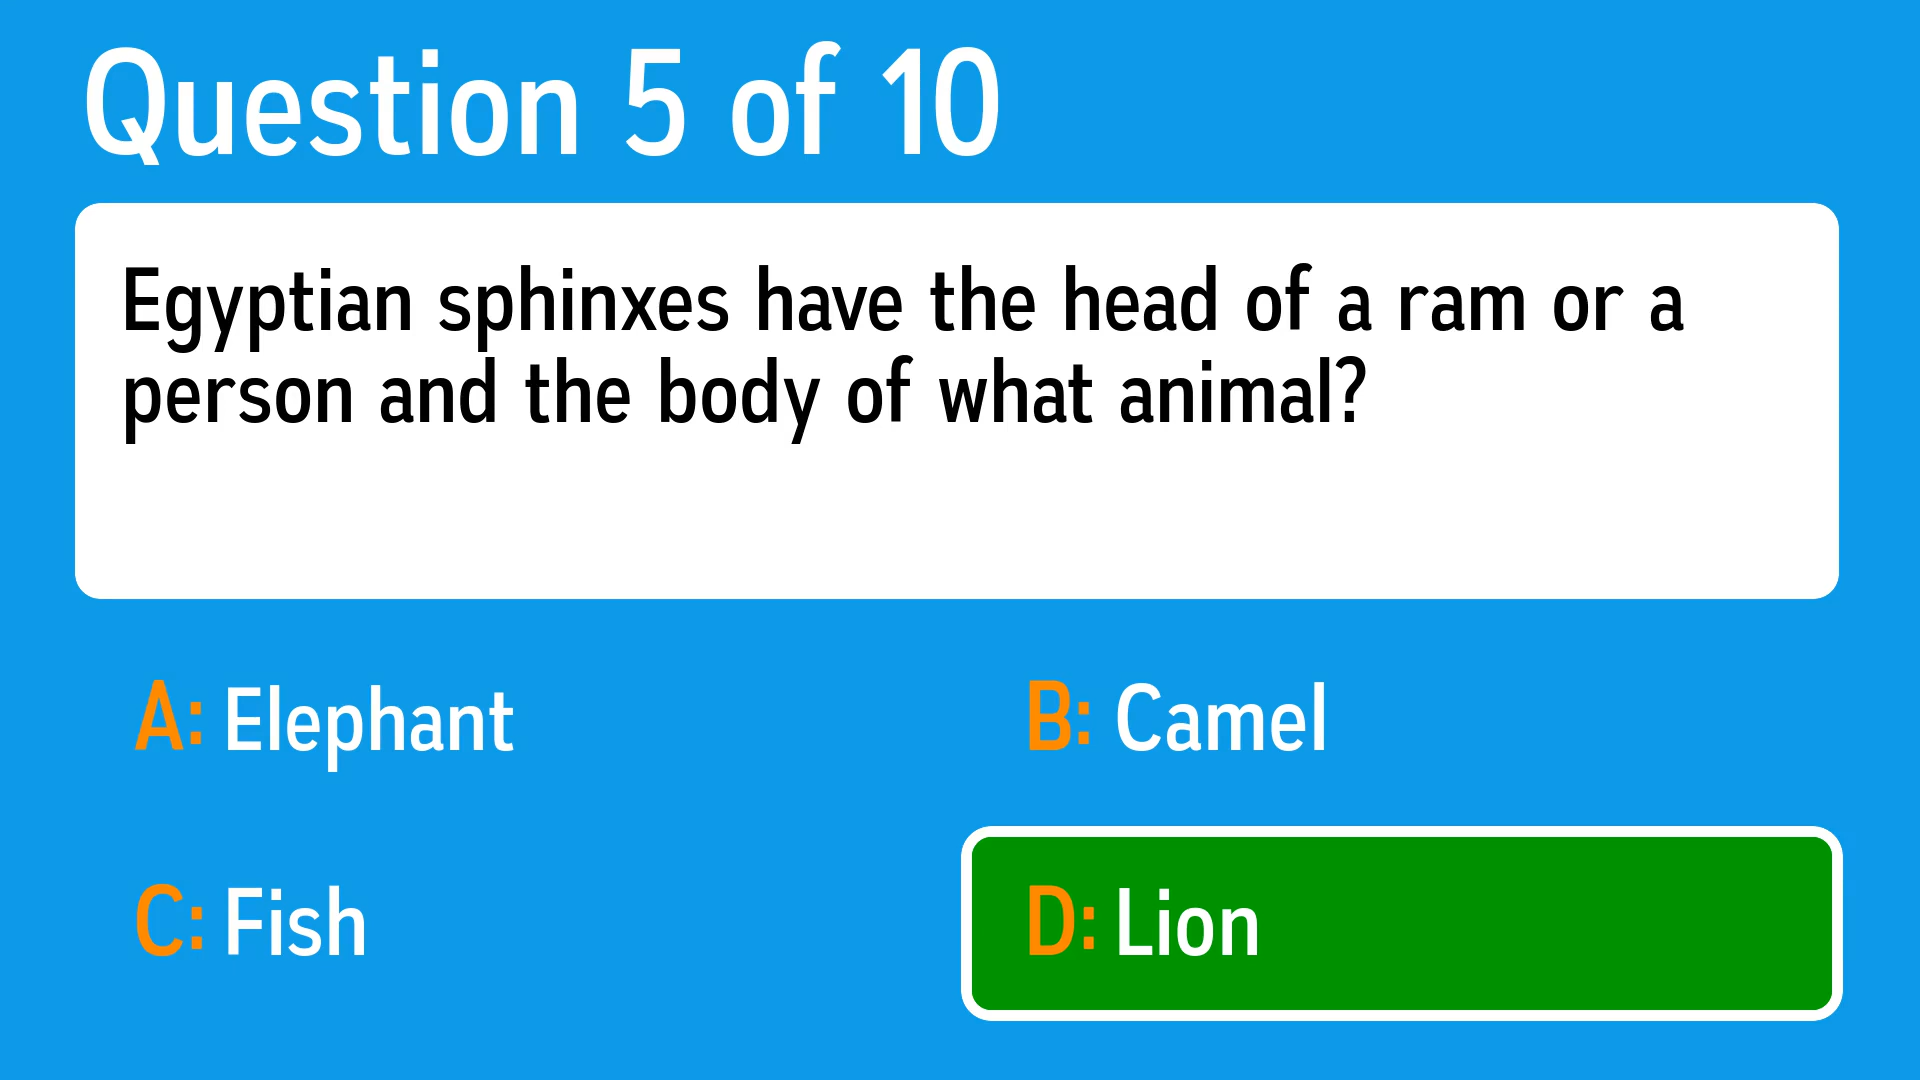 Question 5 of 10
Egyptian sphinxes have the head of a ram or a
person and the body of what animal?
A: Elephant
B: Camel
C: Fish
D: Lion